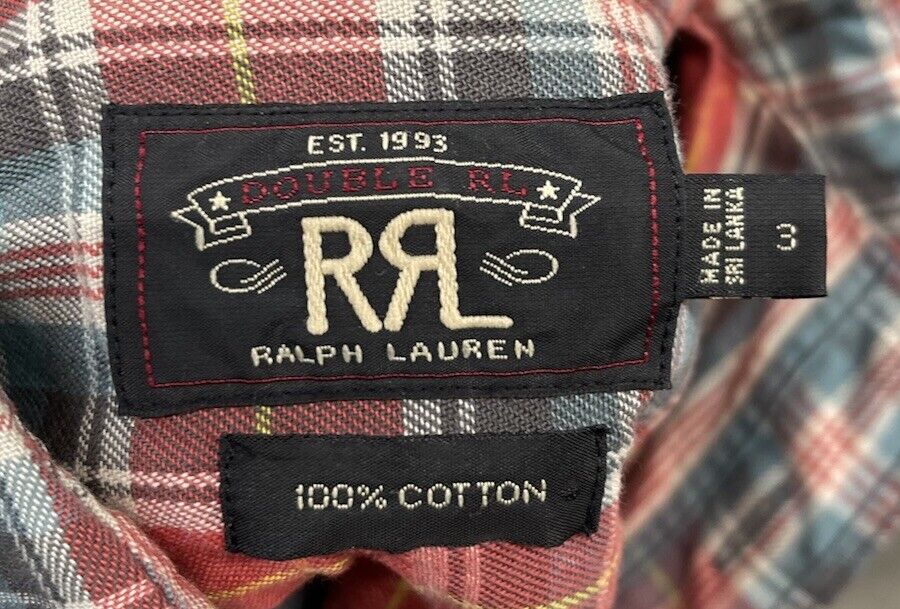 EST. 1993
DOUBLE RL
RRL
RALPH LAUREN
MADE IN
SRI LANKA
3
100% COTTON